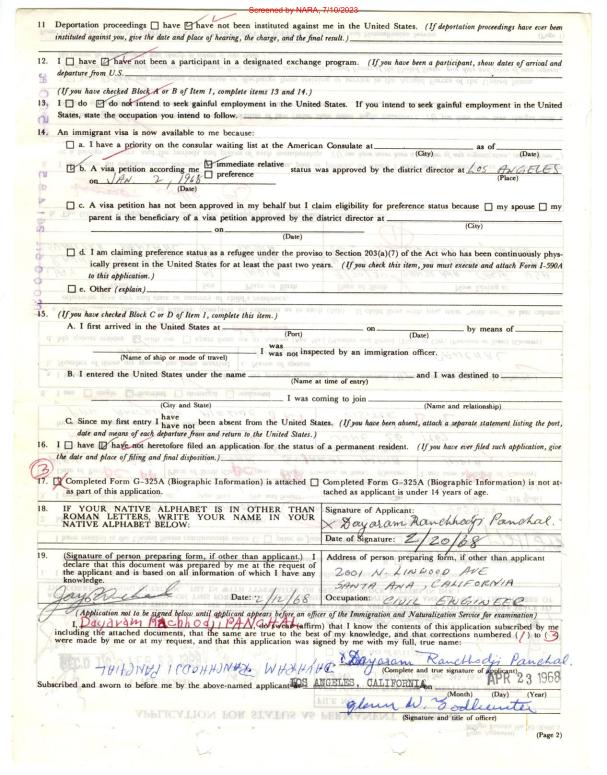 Screened by NARA, 7/10/2023
11 Deportation proceedings ☐ have ☑ have not been instituted against me in the United States. (If deportation proceedings have ever been
instituted against you, give the date and place of hearing, the charge, and the final result.)
12. I ☐ have ☑ have not been a participant in a designated exchange program. (If you have been a participant, show dates of arrival and
departure from U.S.
(If you have checked Block A or B of Item 1, complete items 13 and 14.)
13. I ☐ do ☑ do not intend to seek gainful employment in the United States. If you intend to seek gainful employment in the United
States, state the occupation you intend to follow.
14. An immigrant visa is now available to me because:
☐ a. I have a priority on the consular waiting list at the American Consulate at as of
(City) (Date)
☑ b. A visa petition according me ☑ immediate relative ☐ preference status was approved by the district director at LOS ANGELES
on JAN. 2, 1968 (Place)
(Date)
☐ c. A visa petition has not been approved in my behalf but I claim eligibility for preference status because ☐ my spouse ☐ my
parent is the beneficiary of a visa petition approved by the district director at
(City)
on
(Date)
☐ d. I am claiming preference status as a refugee under the proviso to Section 203(a)(7) of the Act who has been continuously phys-
ically present in the United States for at least the past two years. (If you check this item, you must execute and attach Form I-590A
to this application.)
☐ e. Other (explain)
15. (If you have checked Block C or D of Item 1, complete this item.)
A. I first arrived in the United States at on by means of
(Port) (Date)
was
I was not inspected by an immigration officer.
(Name of ship or mode of travel)
B. I entered the United States under the name and I was destined to
(Name at time of entry)
I was coming to join
(City and State) (Name and relationship)
C. Since my first entry I have
have not been absent from the United States. (If you have been absent, attach a separate statement listing the port,
date and means of each departure from and return to the United States.)
16. I ☐ have ☑ have not heretofore filed an application for the status of a permanent resident. (If you have ever filed such application, give
the date and place of filing and final disposition.)
3
17. ☒ Completed Form G-325A (Biographic Information) is attached ☐ Completed Form G-325A (Biographic Information) is not at-
as part of this application. tached as applicant is under 14 years of age.
18. IF YOUR NATIVE ALPHABET IS IN OTHER THAN
ROMAN LETTERS, WRITE YOUR NAME IN YOUR
NATIVE ALPHABET BELOW:
Signature of Applicant:
X Dayaram Ranchhodji Panchal.
Date of Signature: 2/20/68
19. (Signature of person preparing form, if other than applicant.) I
declare that this document was prepared by me at the request of
the applicant and is based on all information of which I have any
knowledge.
Date: 2/12/68
Address of person preparing form, if other than applicant
2001 N. LINWOOD AVE
SANTA ANA, CALIFORNIA
Occupation: CIVIL ENGINEER
(Application not to be signed below until applicant appears before an officer of the Immigration and Naturalization Service for examination)
I, Dayaram Rachhodji PANCHAL do swear (affirm) that I know the contents of this application subscribed by me
including the attached documents, that the same are true to the best of my knowledge, and that corrections numbered (1) to (3)
were made by me or at my request, and that this application was signed by me with my full, true name:
X Dayaram Ranchhodji Panchal.
(Complete and true signature of applicant)
Subscribed and sworn to before me by the above-named applicant at LOS ANGELES, CALIFORNIA on APR 23 1968
(Month) (Day) (Year)
(Signature and title of officer)
(Page 2)